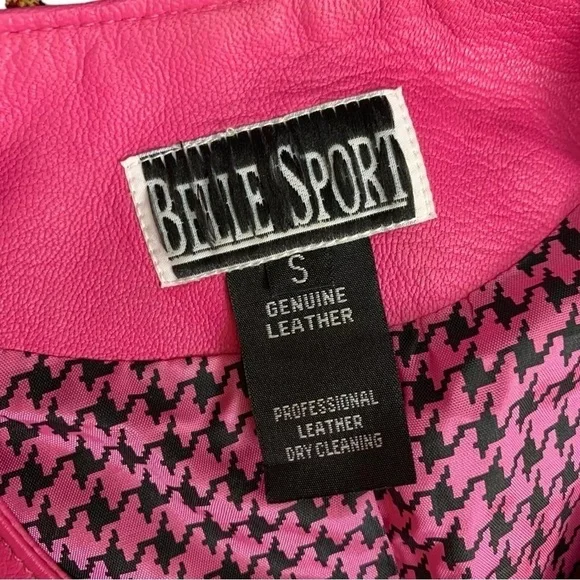 BELLE SPORT
S
GENUINE
LEATHER
PROFESSIONAL
LEATHER
DRY CLEANING